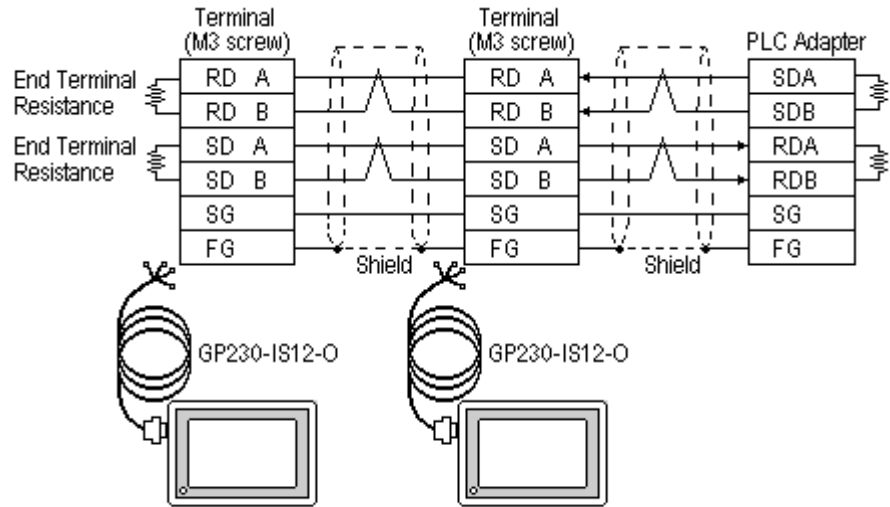 Terminal
(M3 screw)
Terminal
(M3 screw)
PLC Adapter
End Terminal
Resistance
End Terminal
Resistance
RD A
RD B
SD A
SD B
SG
FG
RD A
RD B
SD A
SD B
SG
FG
SDA
SDB
RDA
RDB
SG
FG
Shield
Shield
GP230-IS12-O
GP230-IS12-O